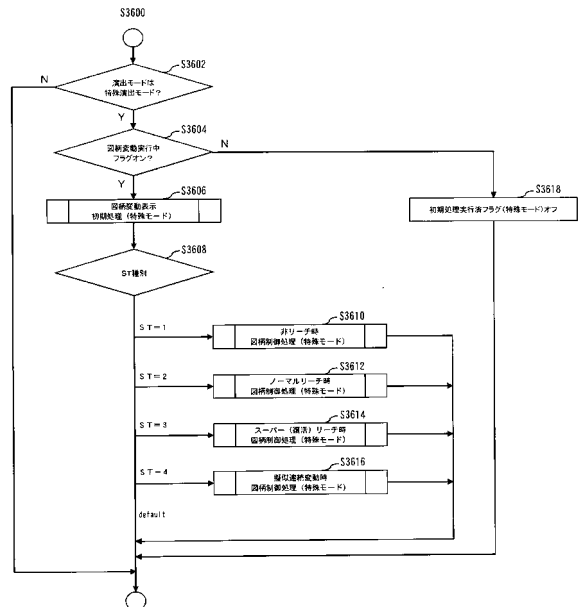 S3600
S3602
演出モードは
特殊演出モード?
N
Y
S3604
図柄変動実行中
フラグオン?
N
Y
S3606
図柄変動表示
初期処理(特殊モード)
S3618
初期処理実行済フラグ(特殊モード)オフ
S3608
ST種別
ST=1
S3610
非リーチ時
図柄制御処理(特殊モード)
ST=2
S3612
ノーマルリーチ時
図柄制御処理(特殊モード)
ST=3
S3614
スーパー(復活)リーチ時
図柄制御処理(特殊モード)
ST=4
S3616
擬似連続変動時
図柄制御処理(特殊モード)
default